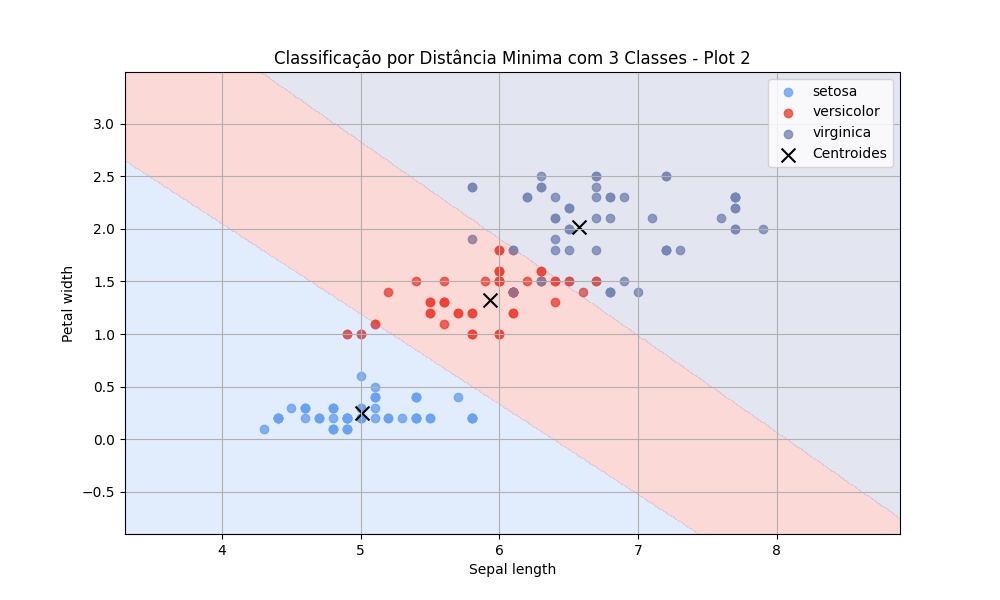 Classificação por Distância Minima com 3 Classes - Plot 2
setosa
versicolor
virginica
Centroides
Petal width
3.0
2.5
2.0
1.5
1.0
0.5
0.0
−0.5
4 5 6 7 8
Sepal length